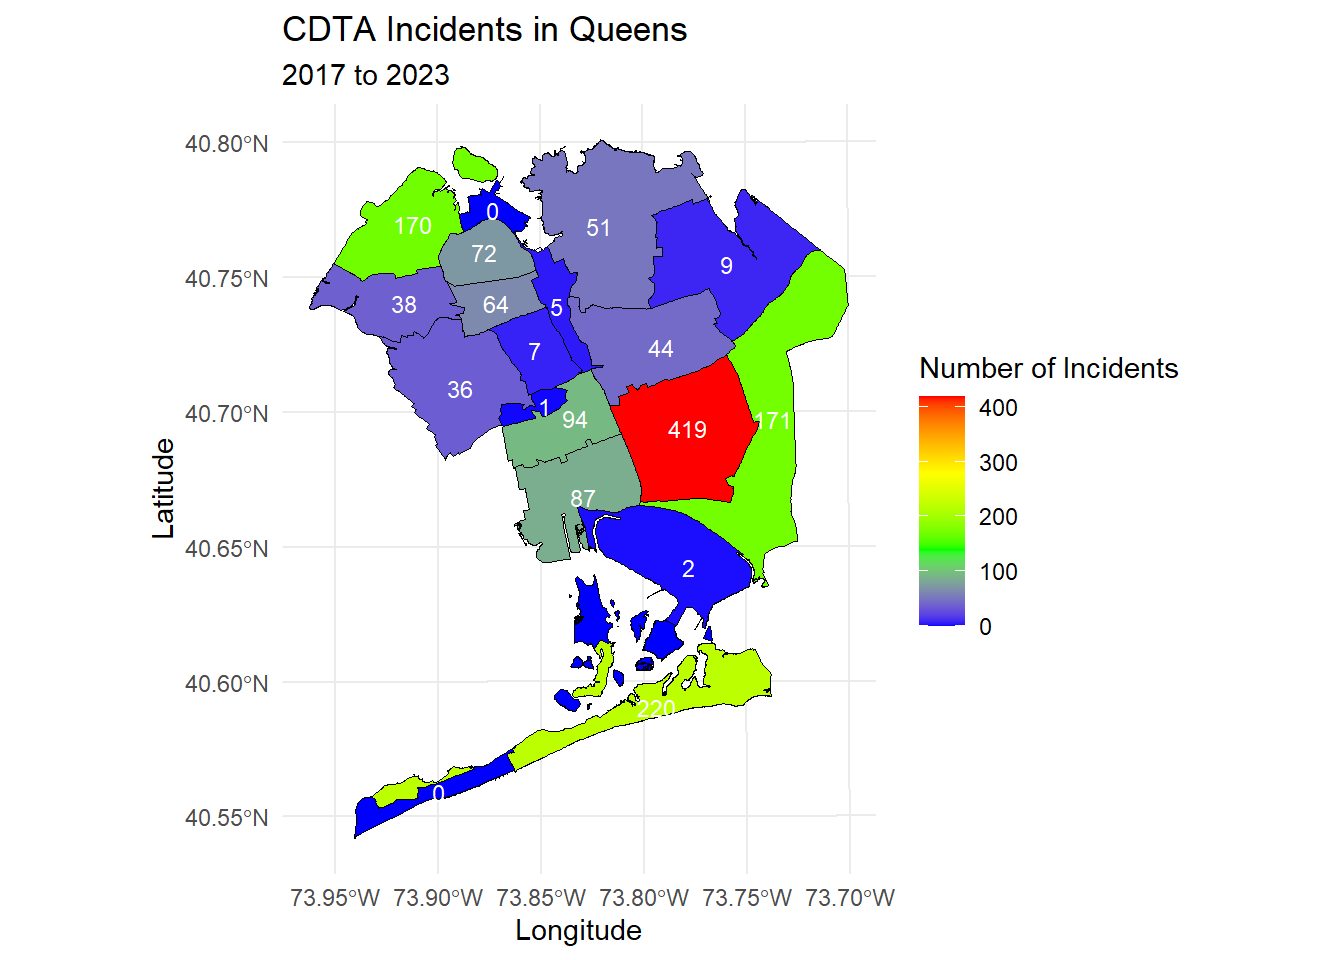 CDTA Incidents in Queens
2017 to 2023
40.80°N
40.75°N
40.70°N
40.65°N
40.60°N
40.55°N
Latitude
170
0
72
51
9
38
64
5
7
44
36
1
94
419
171
87
2
220
0
73.95°W 73.90°W 73.85°W 73.80°W 73.75°W 73.70°W
Longitude
Number of Incidents
400
300
200
100
0